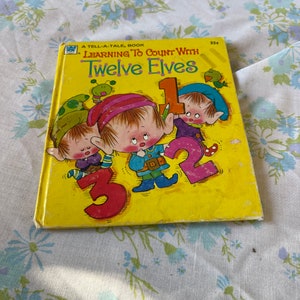 A TELL-A-TALE BOOK
LEARNING TO COUNT WITH
TWELVE ELVES
1
2
3